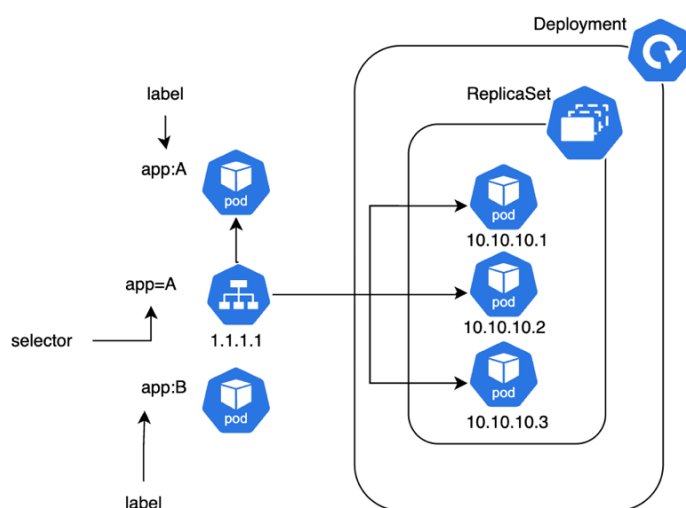 Deployment
ReplicaSet
label
app:A
pod
pod
10.10.10.1
app=A
pod
10.10.10.2
selector
1.1.1.1
app:B
pod
pod
10.10.10.3
label